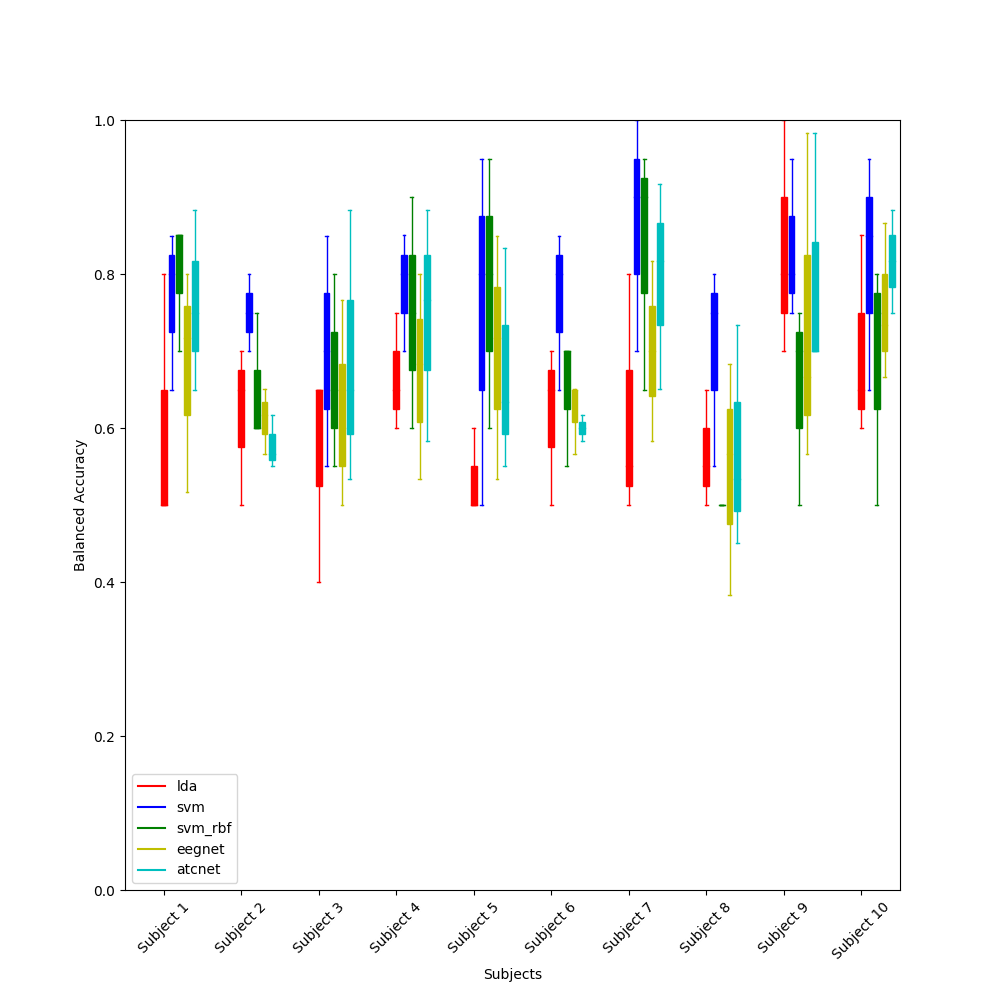 1.0
0.8
0.6
0.4
0.2
0.0
Balanced Accuracy
lda
svm
svm_rbf
eegnet
atcnet
Subject 1
Subject 2
Subject 3
Subject 4
Subject 5
Subject 6
Subject 7
Subject 8
Subject 9
Subject 10
Subjects